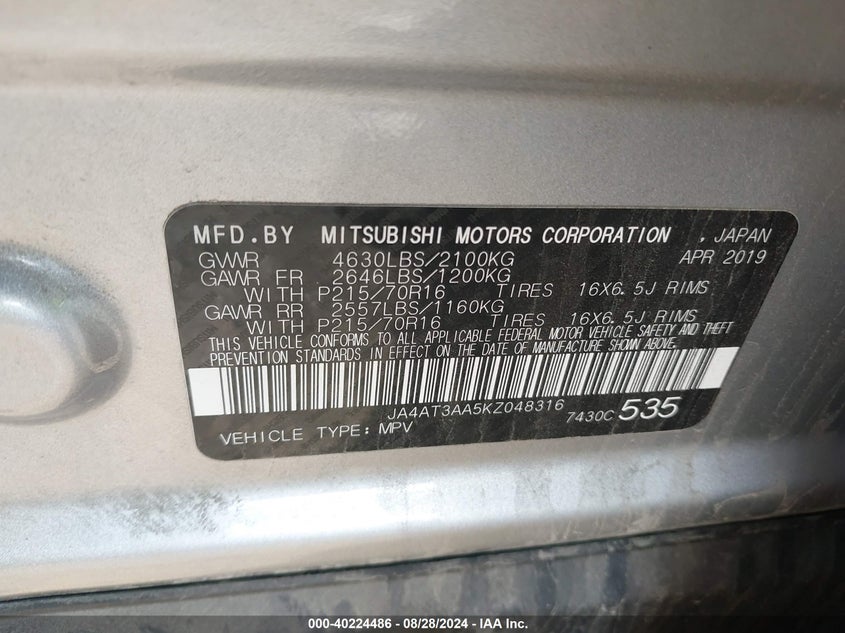 MFD.BY MITSUBISHI MOTORS CORPORATION , JAPAN
GVWR 4630LBS/2100KG APR 2019
GAWR FR 2646LBS/1200KG
WITH P215/70R16 TIRES 16X6.5J RIMS
GAWR RR 2557LBS/1160KG
WITH P215/70R16 TIRES 16X6.5J RIMS
THIS VEHICLE CONFORMS TO ALL APPLICABLE FEDERAL MOTOR VEHICLE SAFETY AND THEFT
PREVENTION STANDARDS IN EFFECT ON THE DATE OF MANUFACTURE SHOWN ABOVE.
JA4AT3AA5KZ048316 7430C 535
VEHICLE TYPE: MPV
000-40224486 - 08/28/2024 - IAA Inc.